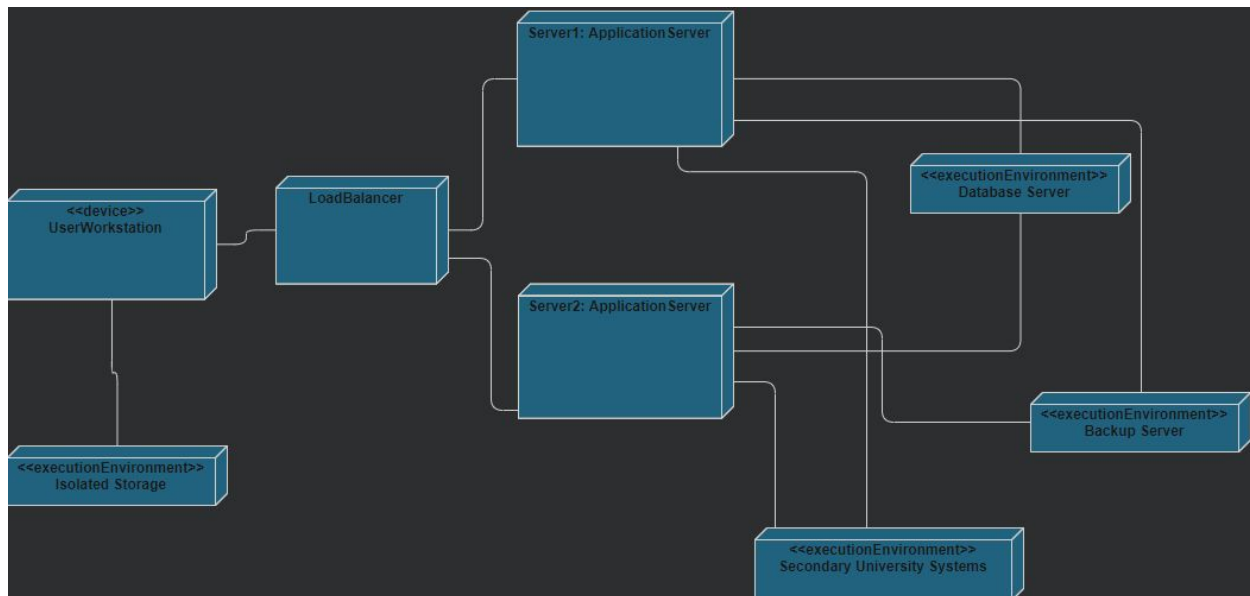 Server1: ApplicationServer
<<executionEnvironment>>
Database Server
<<device>>
UserWorkstation
LoadBalancer
Server2: ApplicationServer
<<executionEnvironment>>
Backup Server
<<executionEnvironment>>
Isolated Storage
<<executionEnvironment>>
Secondary University Systems